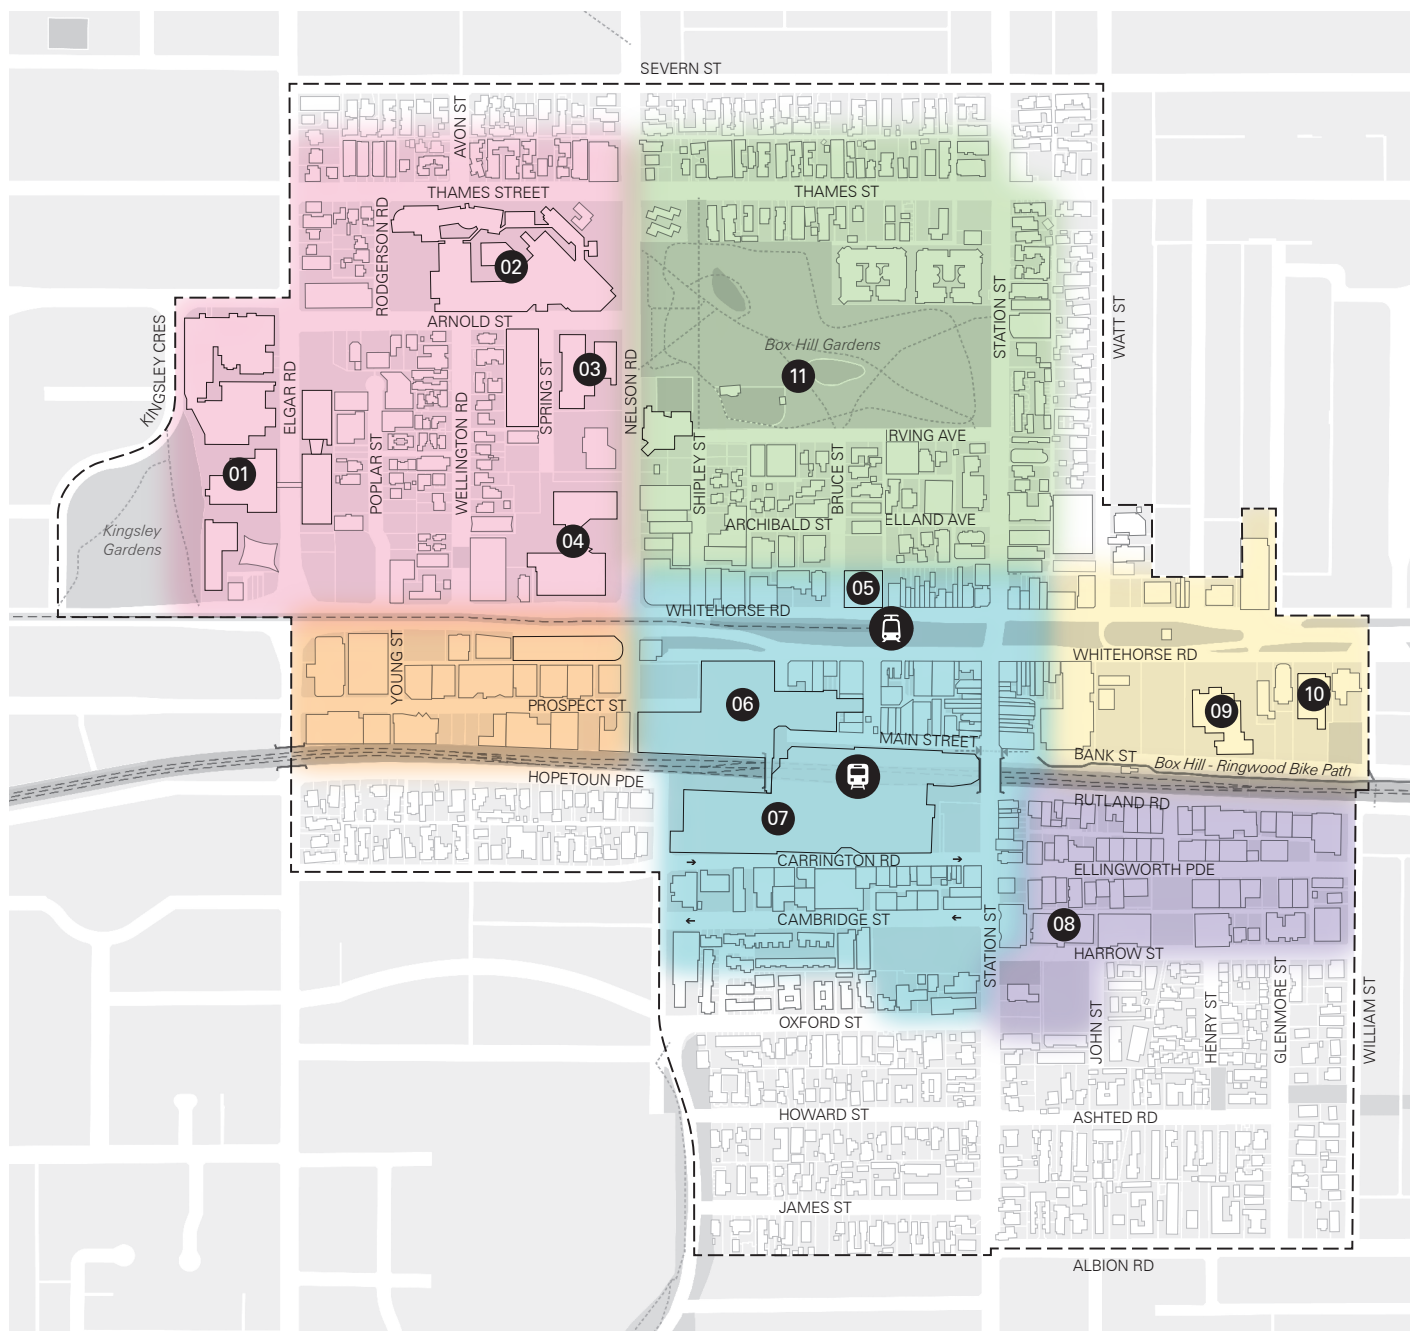 SEVERN ST
AVON ST
THAMES STREET
THAMES ST
RODGERSON RD
02
ARNOLD ST
STATION ST
WATT ST
KINGSLEY CRES
ELGAR RD
SPRING ST
03
NELSON RD
Box Hill Gardens
11
WELLINGTON RD
POPLAR ST
01
SHIPLEY ST
BRUCE ST
IRVING AVE
ARCHIBALD ST
ELLAND AVE
Kingsley
Gardens
04
05
WHITEHORSE RD
YOUNG ST
WHITEHORSE RD
PROSPECT ST
06
09
10
MAIN STREET
BANK ST
Box Hill - Ringwood Bike Path
HOPETOUN PDE
RUTLAND RD
07
CARRINGTON RD
ELLINGWORTH PDE
CAMBRIDGE ST
STATION ST
08
HARROW ST
OXFORD ST
JOHN ST
HENRY ST
GLENMORE ST
WILLIAM ST
HOWARD ST
ASHTED RD
JAMES ST
ALBION RD